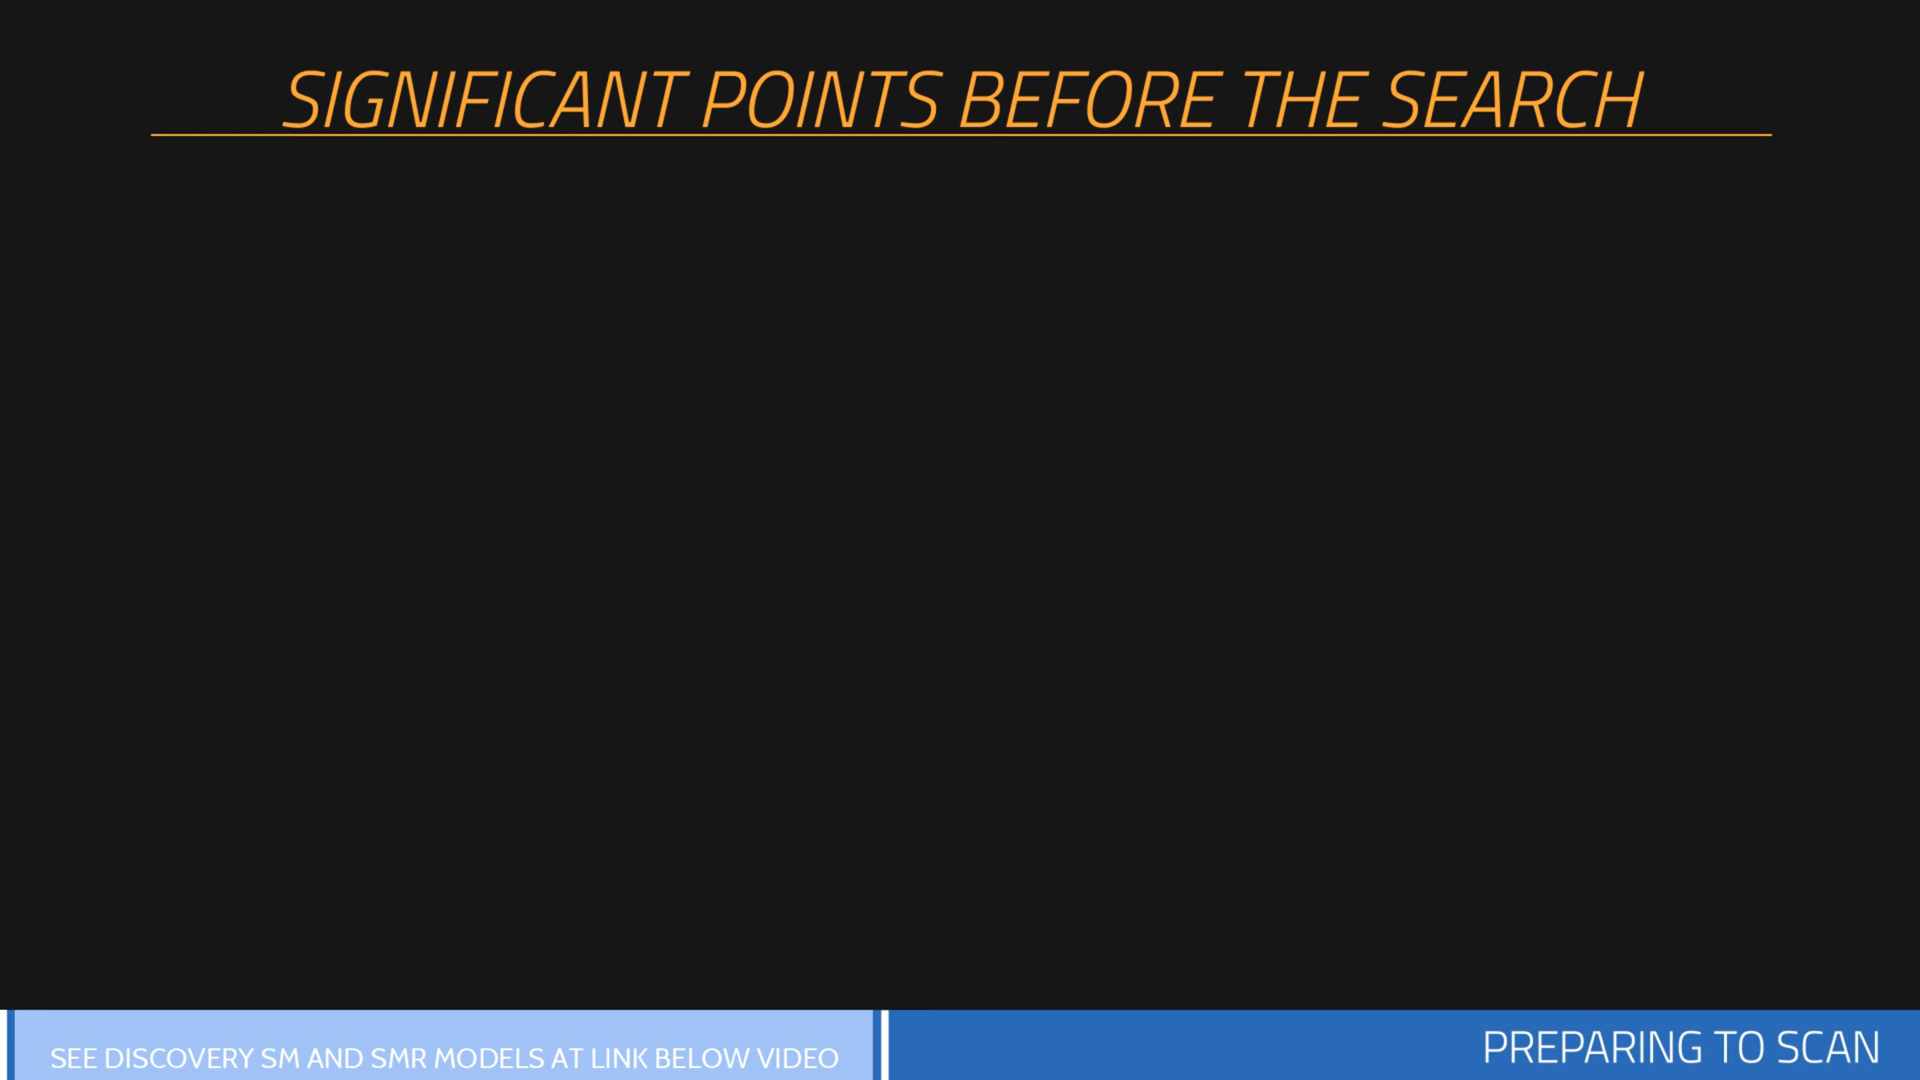 SIGNIFICANT POINTS BEFORE THE SEARCH
SEE DISCOVERY SM AND SMR MODELS AT LINK BELOW VIDEO
PREPARING TO SCAN